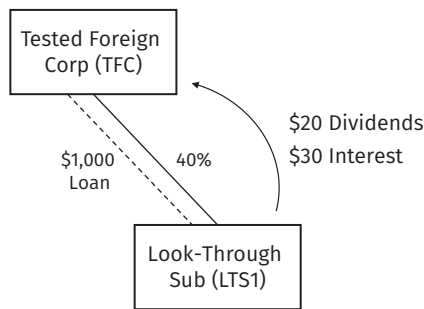 Tested Foreign
Corp (TFC)
$20 Dividends
$30 Interest
$1,000
Loan
40%
Look-Through
Sub (LTS1)